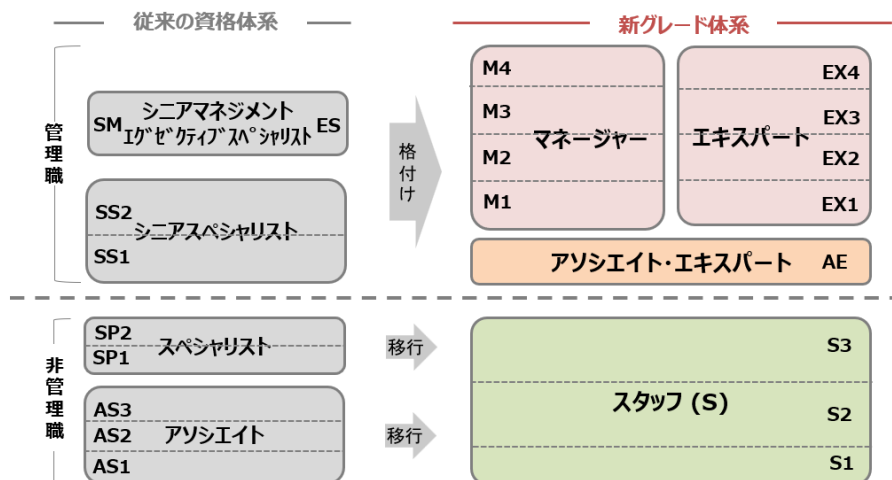 従来の資格体系
新グレード体系
管理職
SM
シニアマネジメント
ｴｸﾞｾﾞｸﾃｨﾌﾞｽﾍﾟｼｬﾘｽﾄ
ES
SS2
シニアスペシャリスト
SS1
格付け
M4
M3
マネージャー
M2
M1
EX4
EX3
エキスパート
EX2
EX1
アソシエイト・エキスパート
AE
非管理職
SP2
スペシャリスト
SP1
移行
AS3
AS2
アソシエイト
AS1
移行
S3
スタッフ (S)
S2
S1